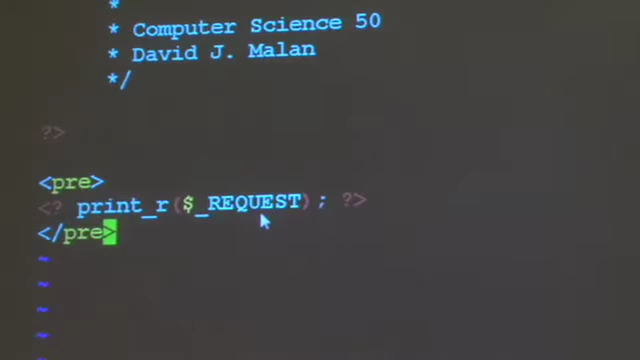 *
* Computer Science 50
* David J. Malan
*/
?>
<pre>
<? print_r($_REQUEST); ?>
</pre>
~
~
~
~